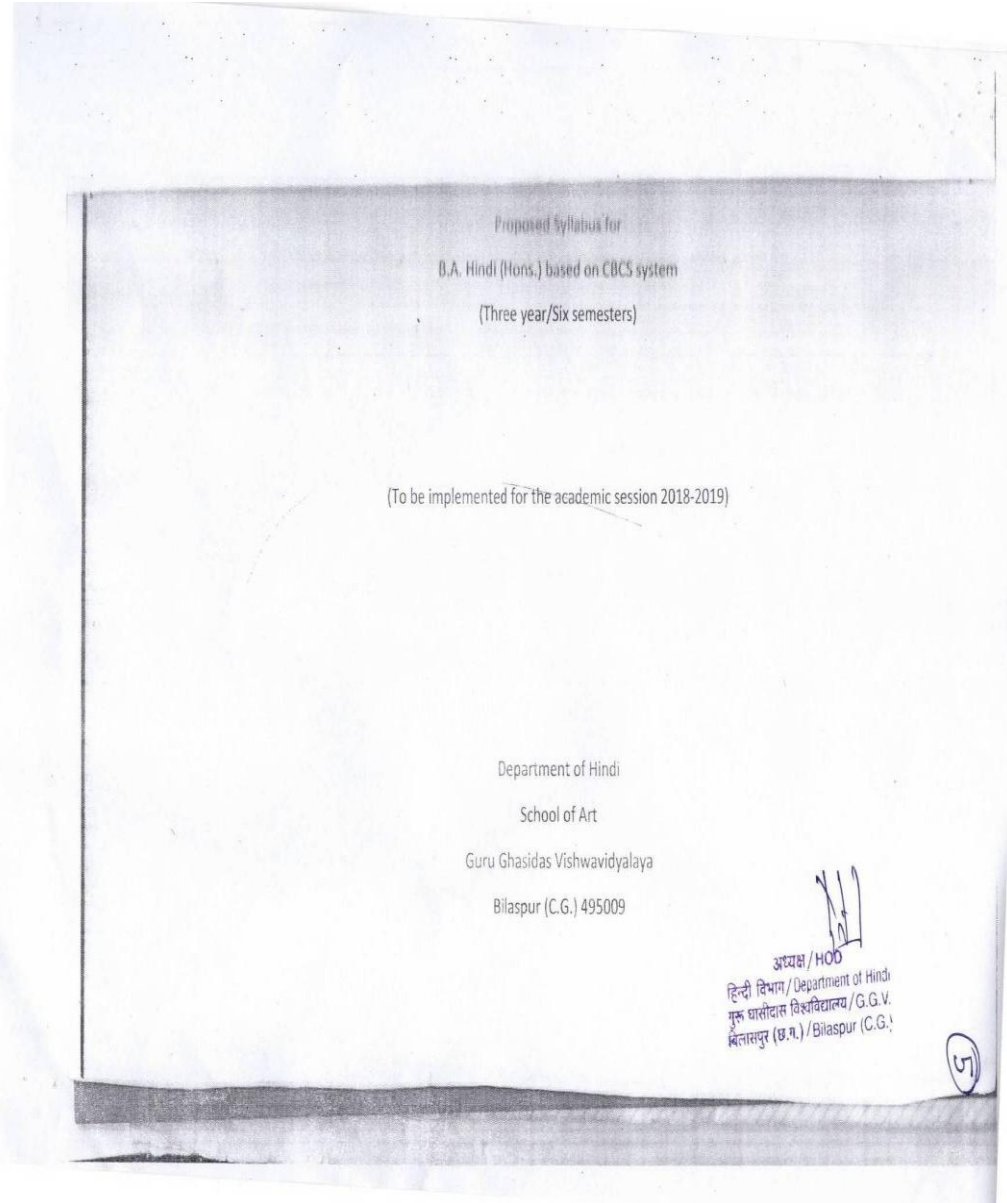 Proposed Syllabus for
B.A. Hindi (Hons.) based on CBCS system
(Three year/Six semesters)
(To be implemented for the academic session 2018-2019)
Department of Hindi
School of Art
Guru Ghasidas Vishwavidyalaya
Bilaspur (C.G.) 495009
अध्यक्ष/HOD
हिन्दी विभाग/Department of Hindi
गुरू घासीदास विश्वविद्यालय/G.G.V.
बिलासपुर (छ.ग.)/Bilaspur (C.G.)
5